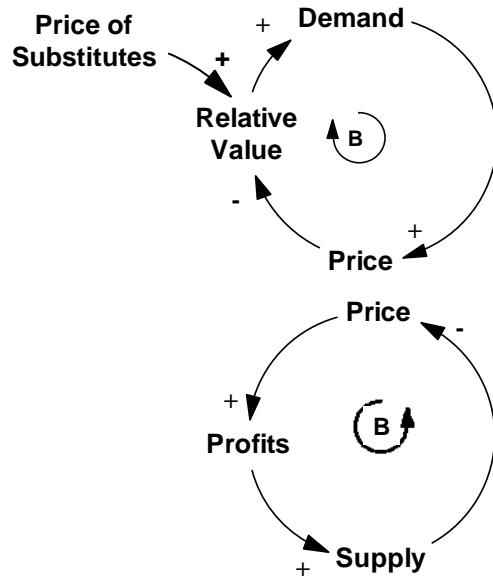 Price of
Substitutes
+
+
Demand
Relative
Value
B
-
+
Price
Price
-
+
Profits
B
+
Supply